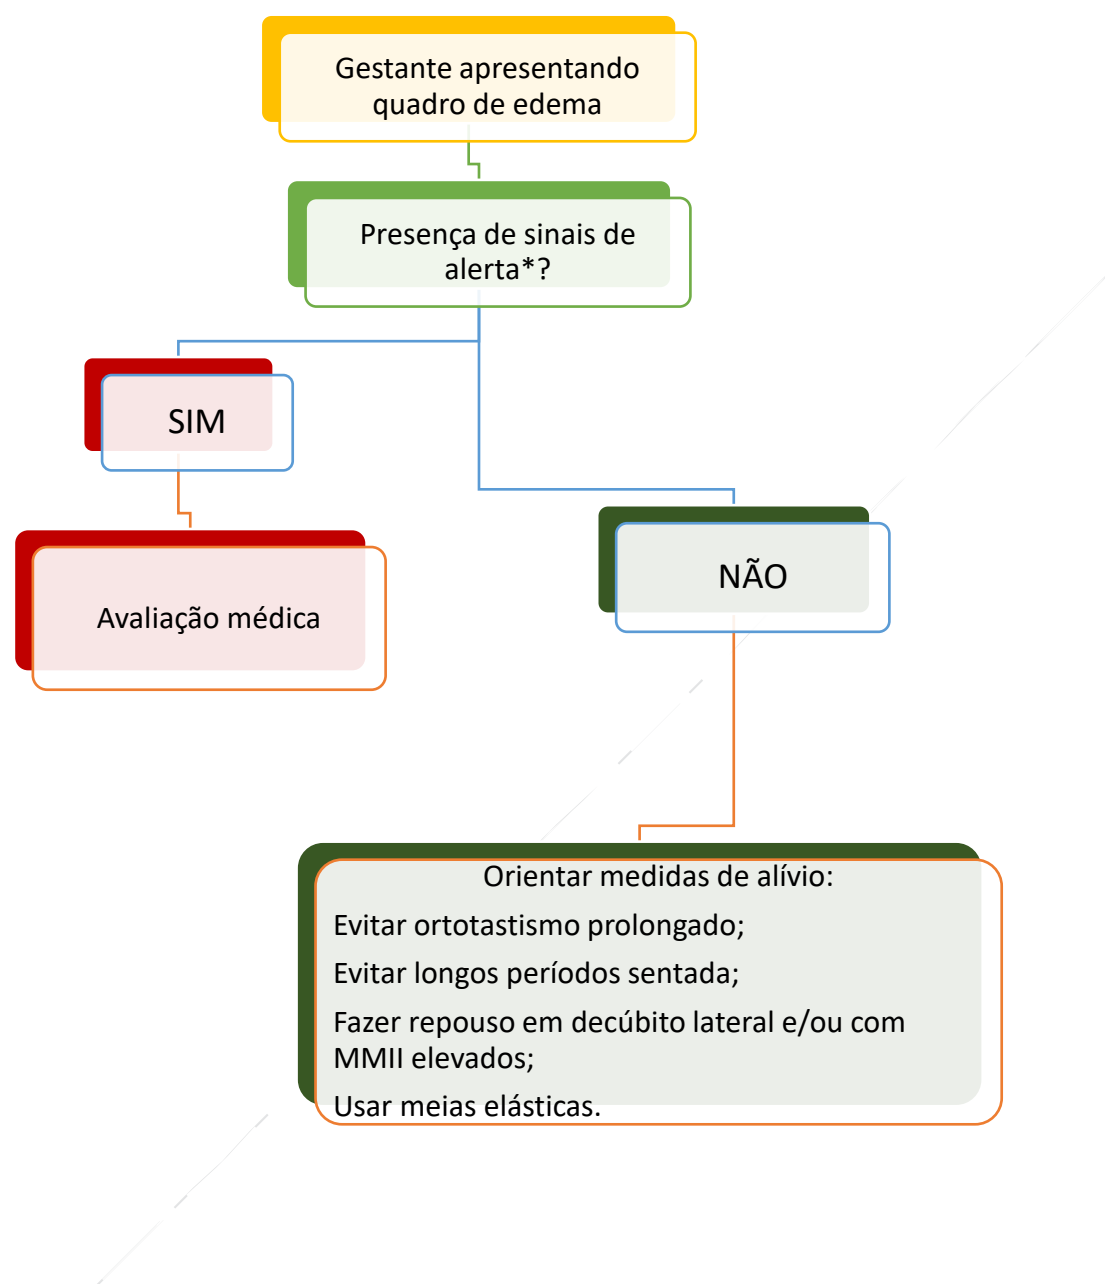 Gestante apresentando
quadro de edema
Presença de sinais de
alerta*?
SIM
Avaliação médica
NÃO
Orientar medidas de alívio:
Evitar ortotastismo prolongado;
Evitar longos períodos sentada;
Fazer repouso em decúbito lateral e/ou com
MMII elevados;
Usar meias elásticas.